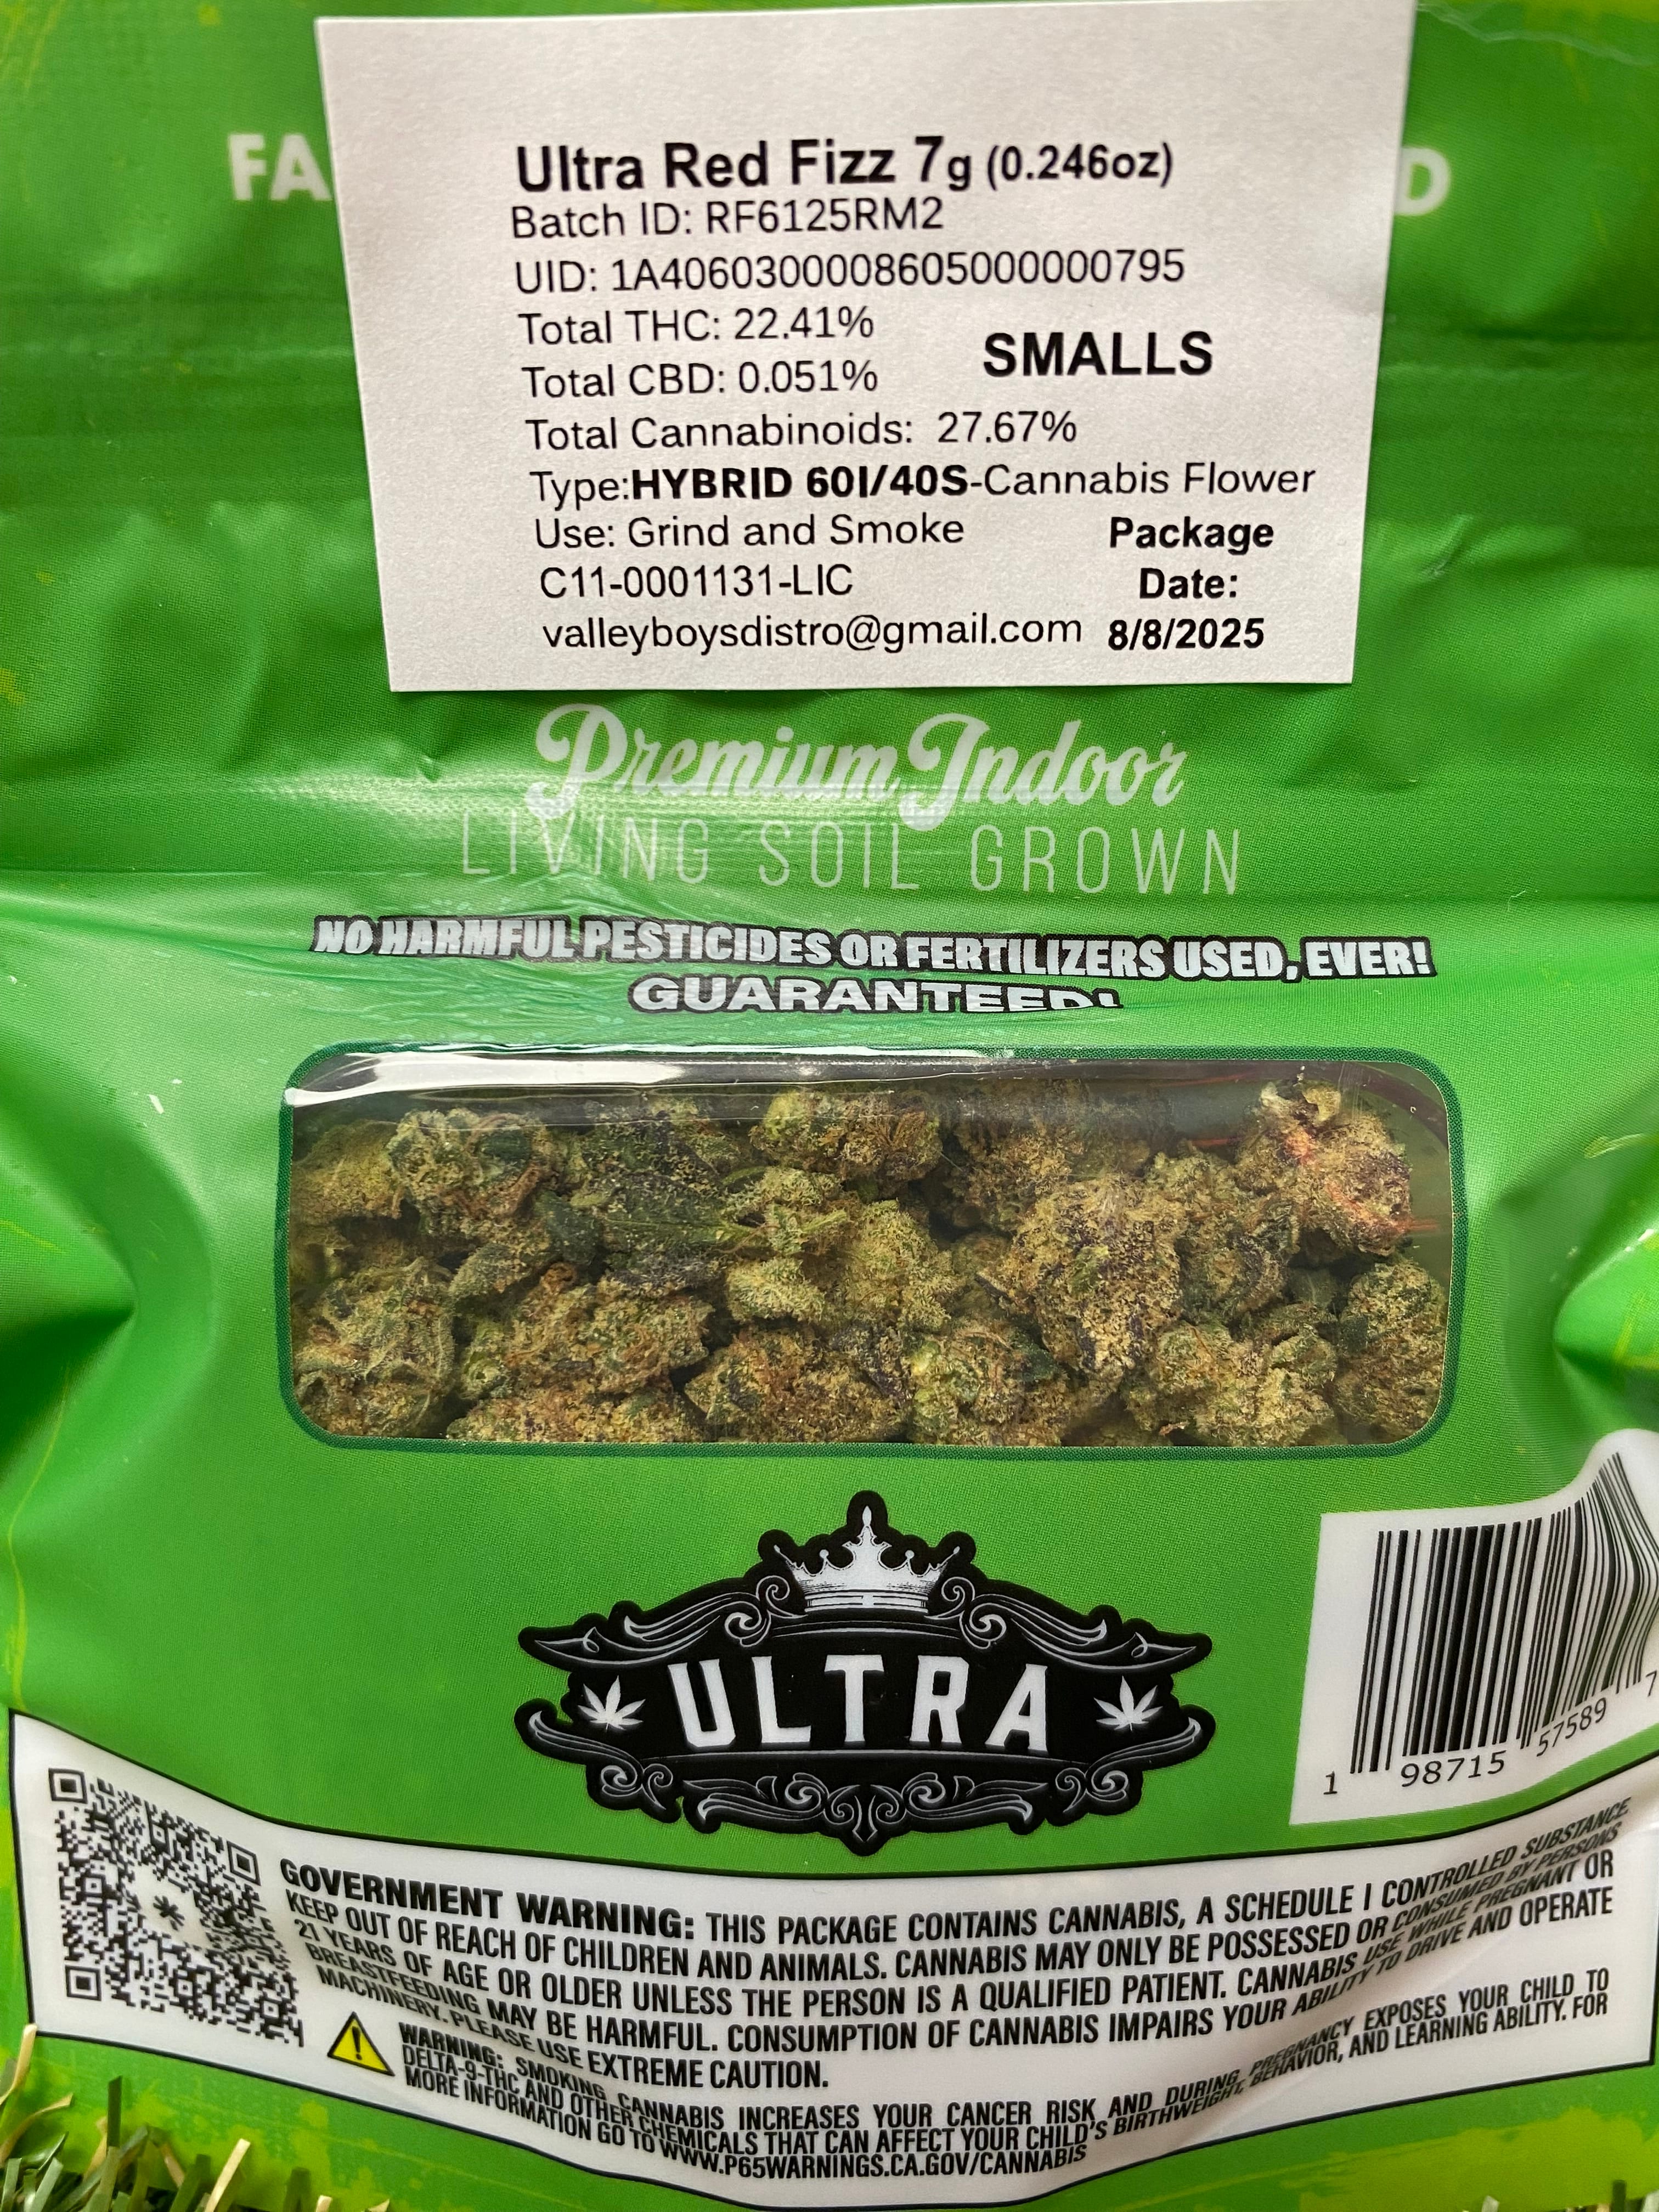 FA
D
Ultra Red Fizz 7g (0.246oz)
Batch ID: RF6125RM2
UID: 1A4060300008605000000795
Total THC: 22.41%
SMALLS
Total CBD: 0.051%
Total Cannabinoids: 27.67%
Type:HYBRID 60I/40S-Cannabis Flower
Use: Grind and Smoke
C11-0001131-LIC
valleyboysdistro@gmail.com
Package
Date:
8/8/2025
Premium Indoor
LIVING SOIL GROWN
NO HARMFUL PESTICIDES OR FERTILIZERS USED, EVER!
GUARANTEED!
ULTRA
1 98715 57589 7
GOVERNMENT WARNING: THIS PACKAGE CONTAINS CANNABIS, A SCHEDULE I CONTROLLED SUBSTANCE
KEEP OUT OF REACH OF CHILDREN AND ANIMALS. CANNABIS MAY ONLY BE POSSESSED OR CONSUMED BY PERSONS
21 YEARS OF AGE OR OLDER UNLESS THE PERSON IS A QUALIFIED PATIENT. CANNABIS USE WHILE PREGNANT OR
BREASTFEEDING MAY BE HARMFUL. CONSUMPTION OF CANNABIS IMPAIRS YOUR ABILITY TO DRIVE AND OPERATE
MACHINERY. PLEASE USE EXTREME CAUTION.
WARNING: SMOKING CANNABIS INCREASES YOUR CANCER RISK AND DURING PREGNANCY EXPOSES YOUR CHILD TO
DELTA-9-THC AND OTHER CHEMICALS THAT CAN AFFECT YOUR CHILD'S BIRTHWEIGHT, BEHAVIOR, AND LEARNING ABILITY. FOR
MORE INFORMATION GO TO WWW.P65WARNINGS.CA.GOV/CANNABIS